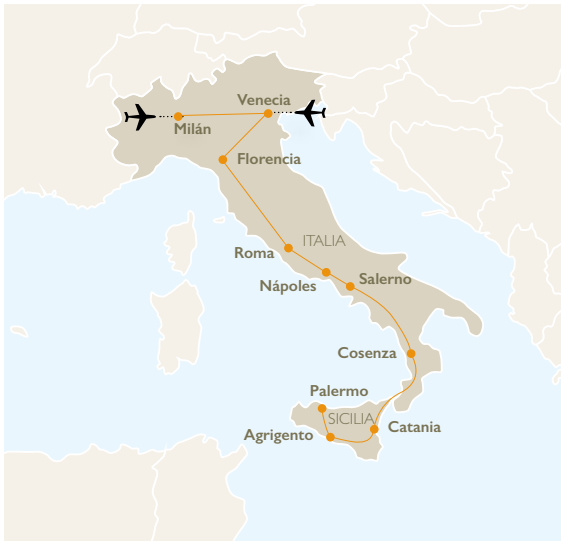 Venecia
Milán
Florencia
ITALIA
Roma
Salerno
Nápoles
Cosenza
Palermo
SICILIA
Catania
Agrigento